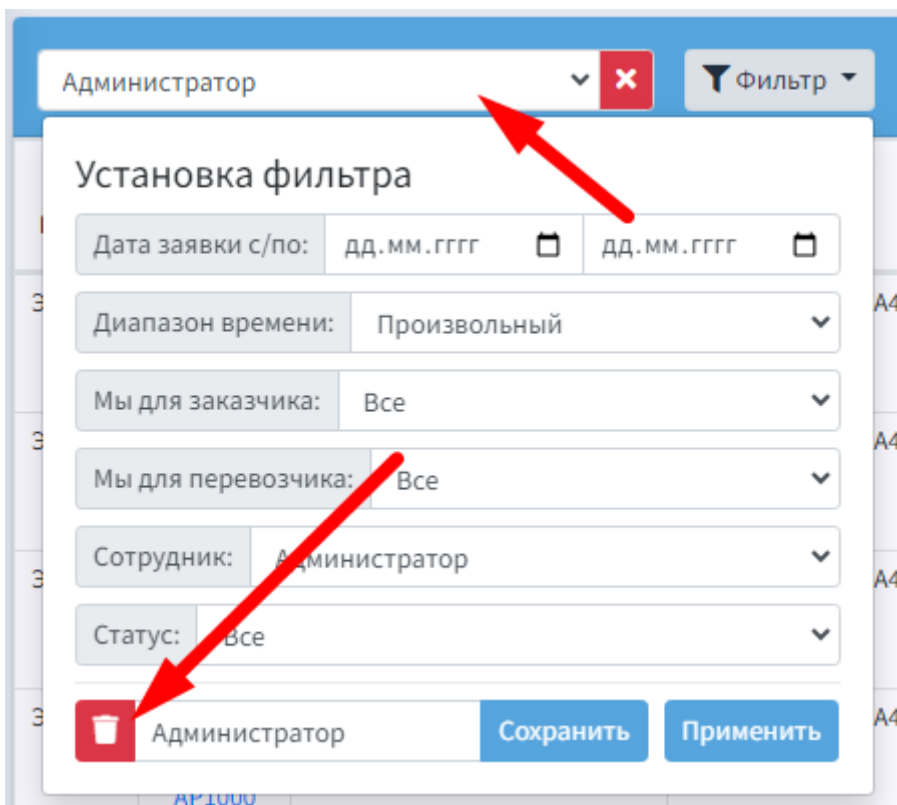 Администратор
Фильтр
Установка фильтра
Дата заявки с/по: дд.мм.гггг дд.мм.гггг
Диапазон времени: Произвольный
Мы для заказчика: Все
Мы для перевозчика: Все
Сотрудник: Администратор
Статус: Все
Администратор Сохранить Применить